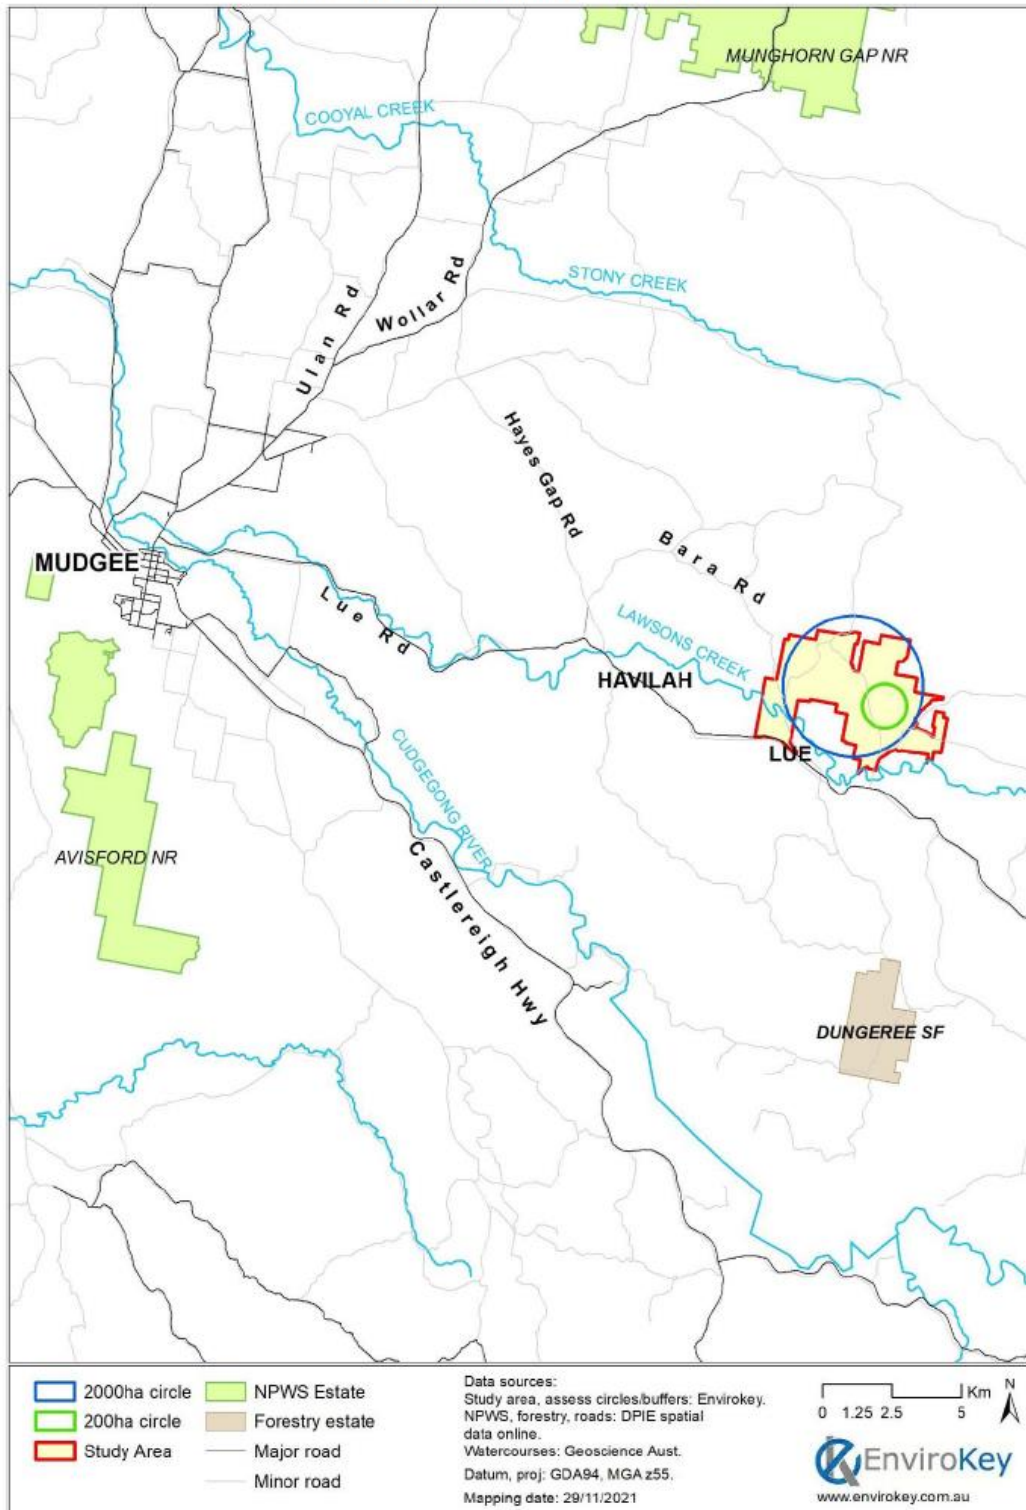 MUNGHORN GAP NR
COOYAL CREEK
STONY CREEK
Wollar Rd
Ulan Rd
Hayes Gap Rd
Bara Rd
MUDGEE
Lue Rd
LAWSONS CREEK
HAVILAH
LUE
CUDGEGONG RIVER
AVISFORD NR
Castlereigh Hwy
DUNGEREE SF
2000ha circle
200ha circle
Study Area
NPWS Estate
Forestry estate
Major road
Minor road
Data sources:
Study area, assess circles/buffers: Envirokey.
NPWS, forestry, roads: DPIE spatial
data online.
Watercourses: Geoscience Aust.
Datum, proj: GDA94, MGA z55.
Mapping date: 29/11/2021
Km
0 1.25 2.5 5
N
EnviroKey
www.envirokey.com.au